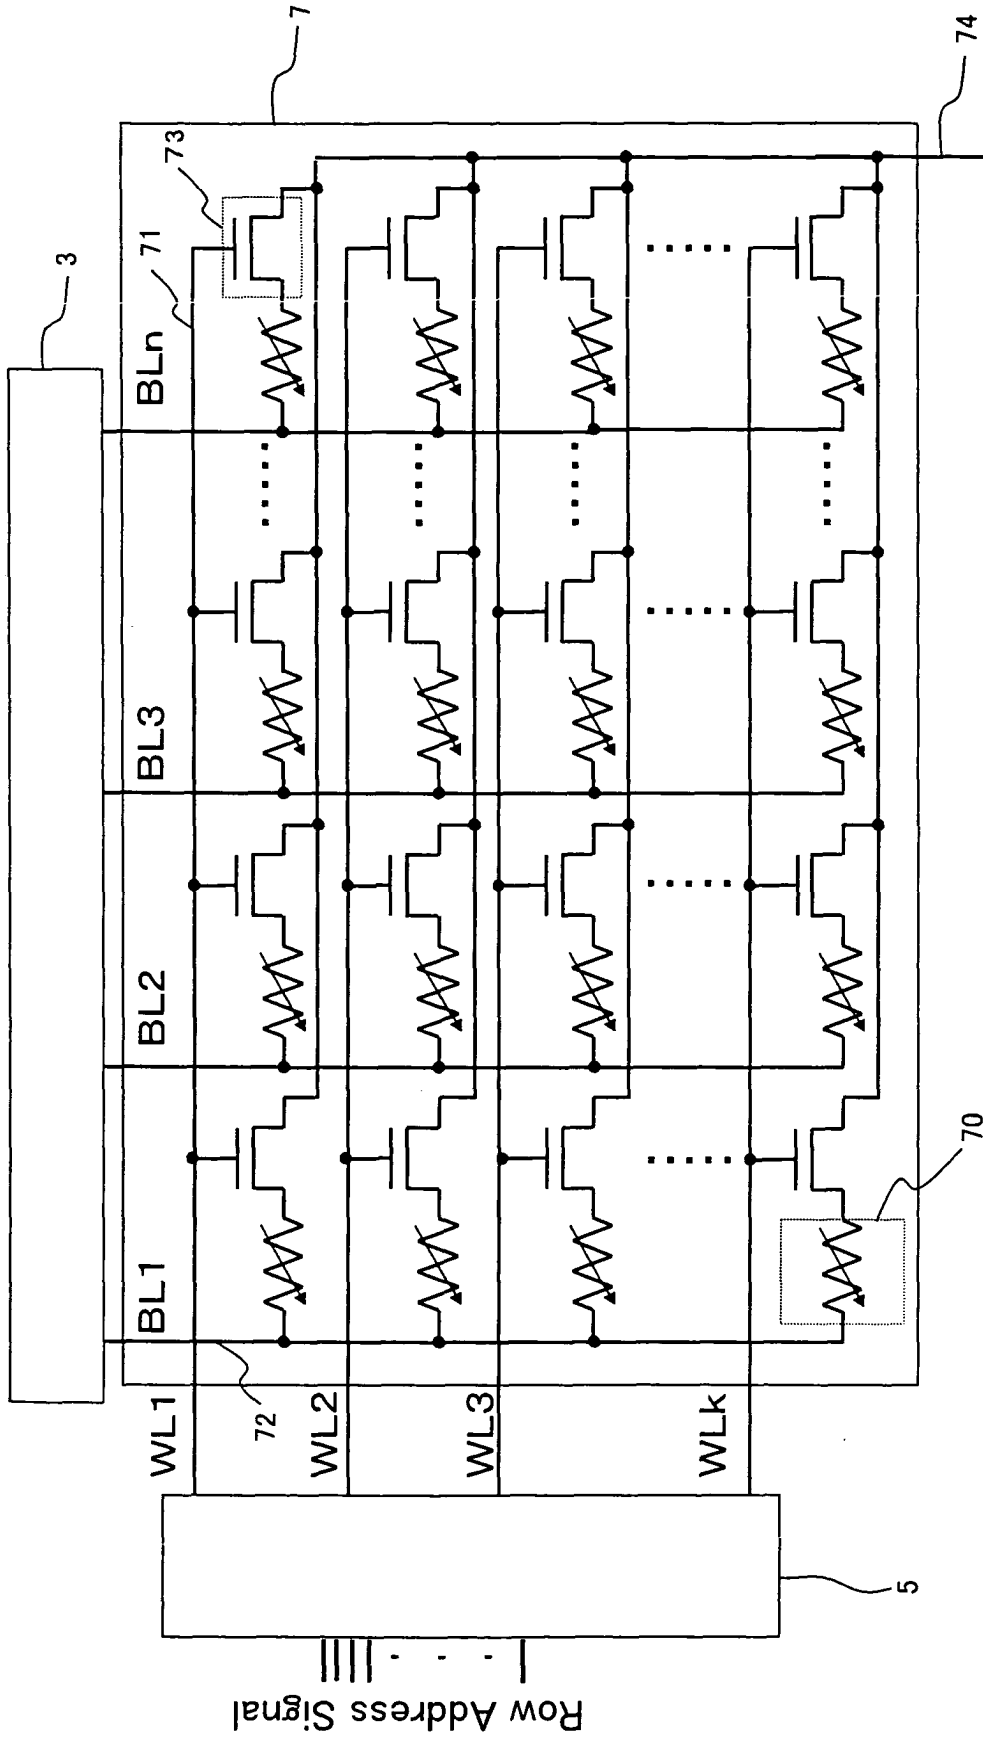 3
7
BL1
BL2
BL3
BLn
71
73
WL1
72
WL2
WL3
WLk
70
74
5
Row Address Signal